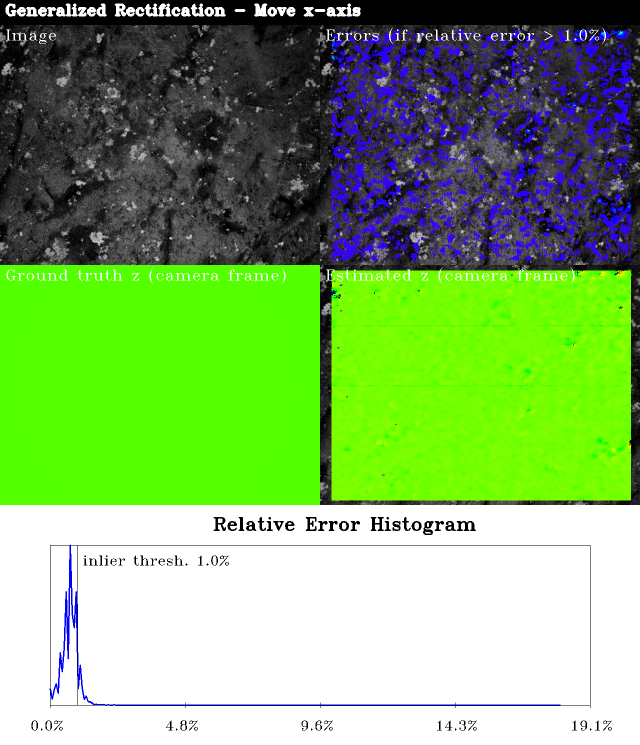 Generalized Rectification - Move x-axis
Image
Errors (if relative error > 1.0%)
Ground truth z (camera frame)
Estimated z (camera frame)
Relative Error Histogram
inlier thresh. 1.0%
0.0% 4.8% 9.6% 14.3% 19.1%